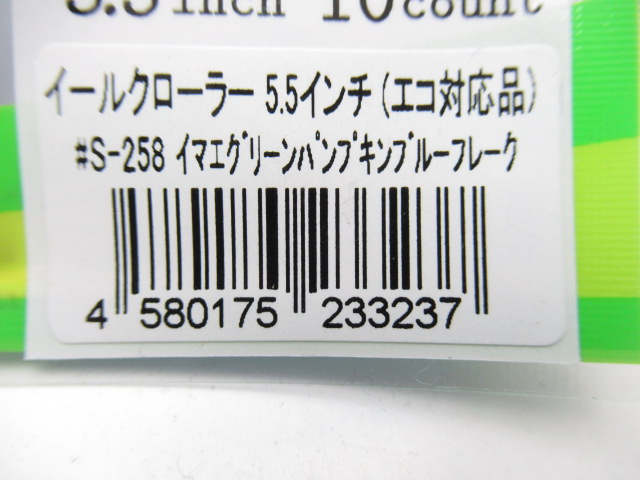 5.5 inch 10 count
イールクローラー 5.5インチ (エコ対応品)
#S-258 イマエグリーンパンプキンブルーフレーク
4 580175 233237